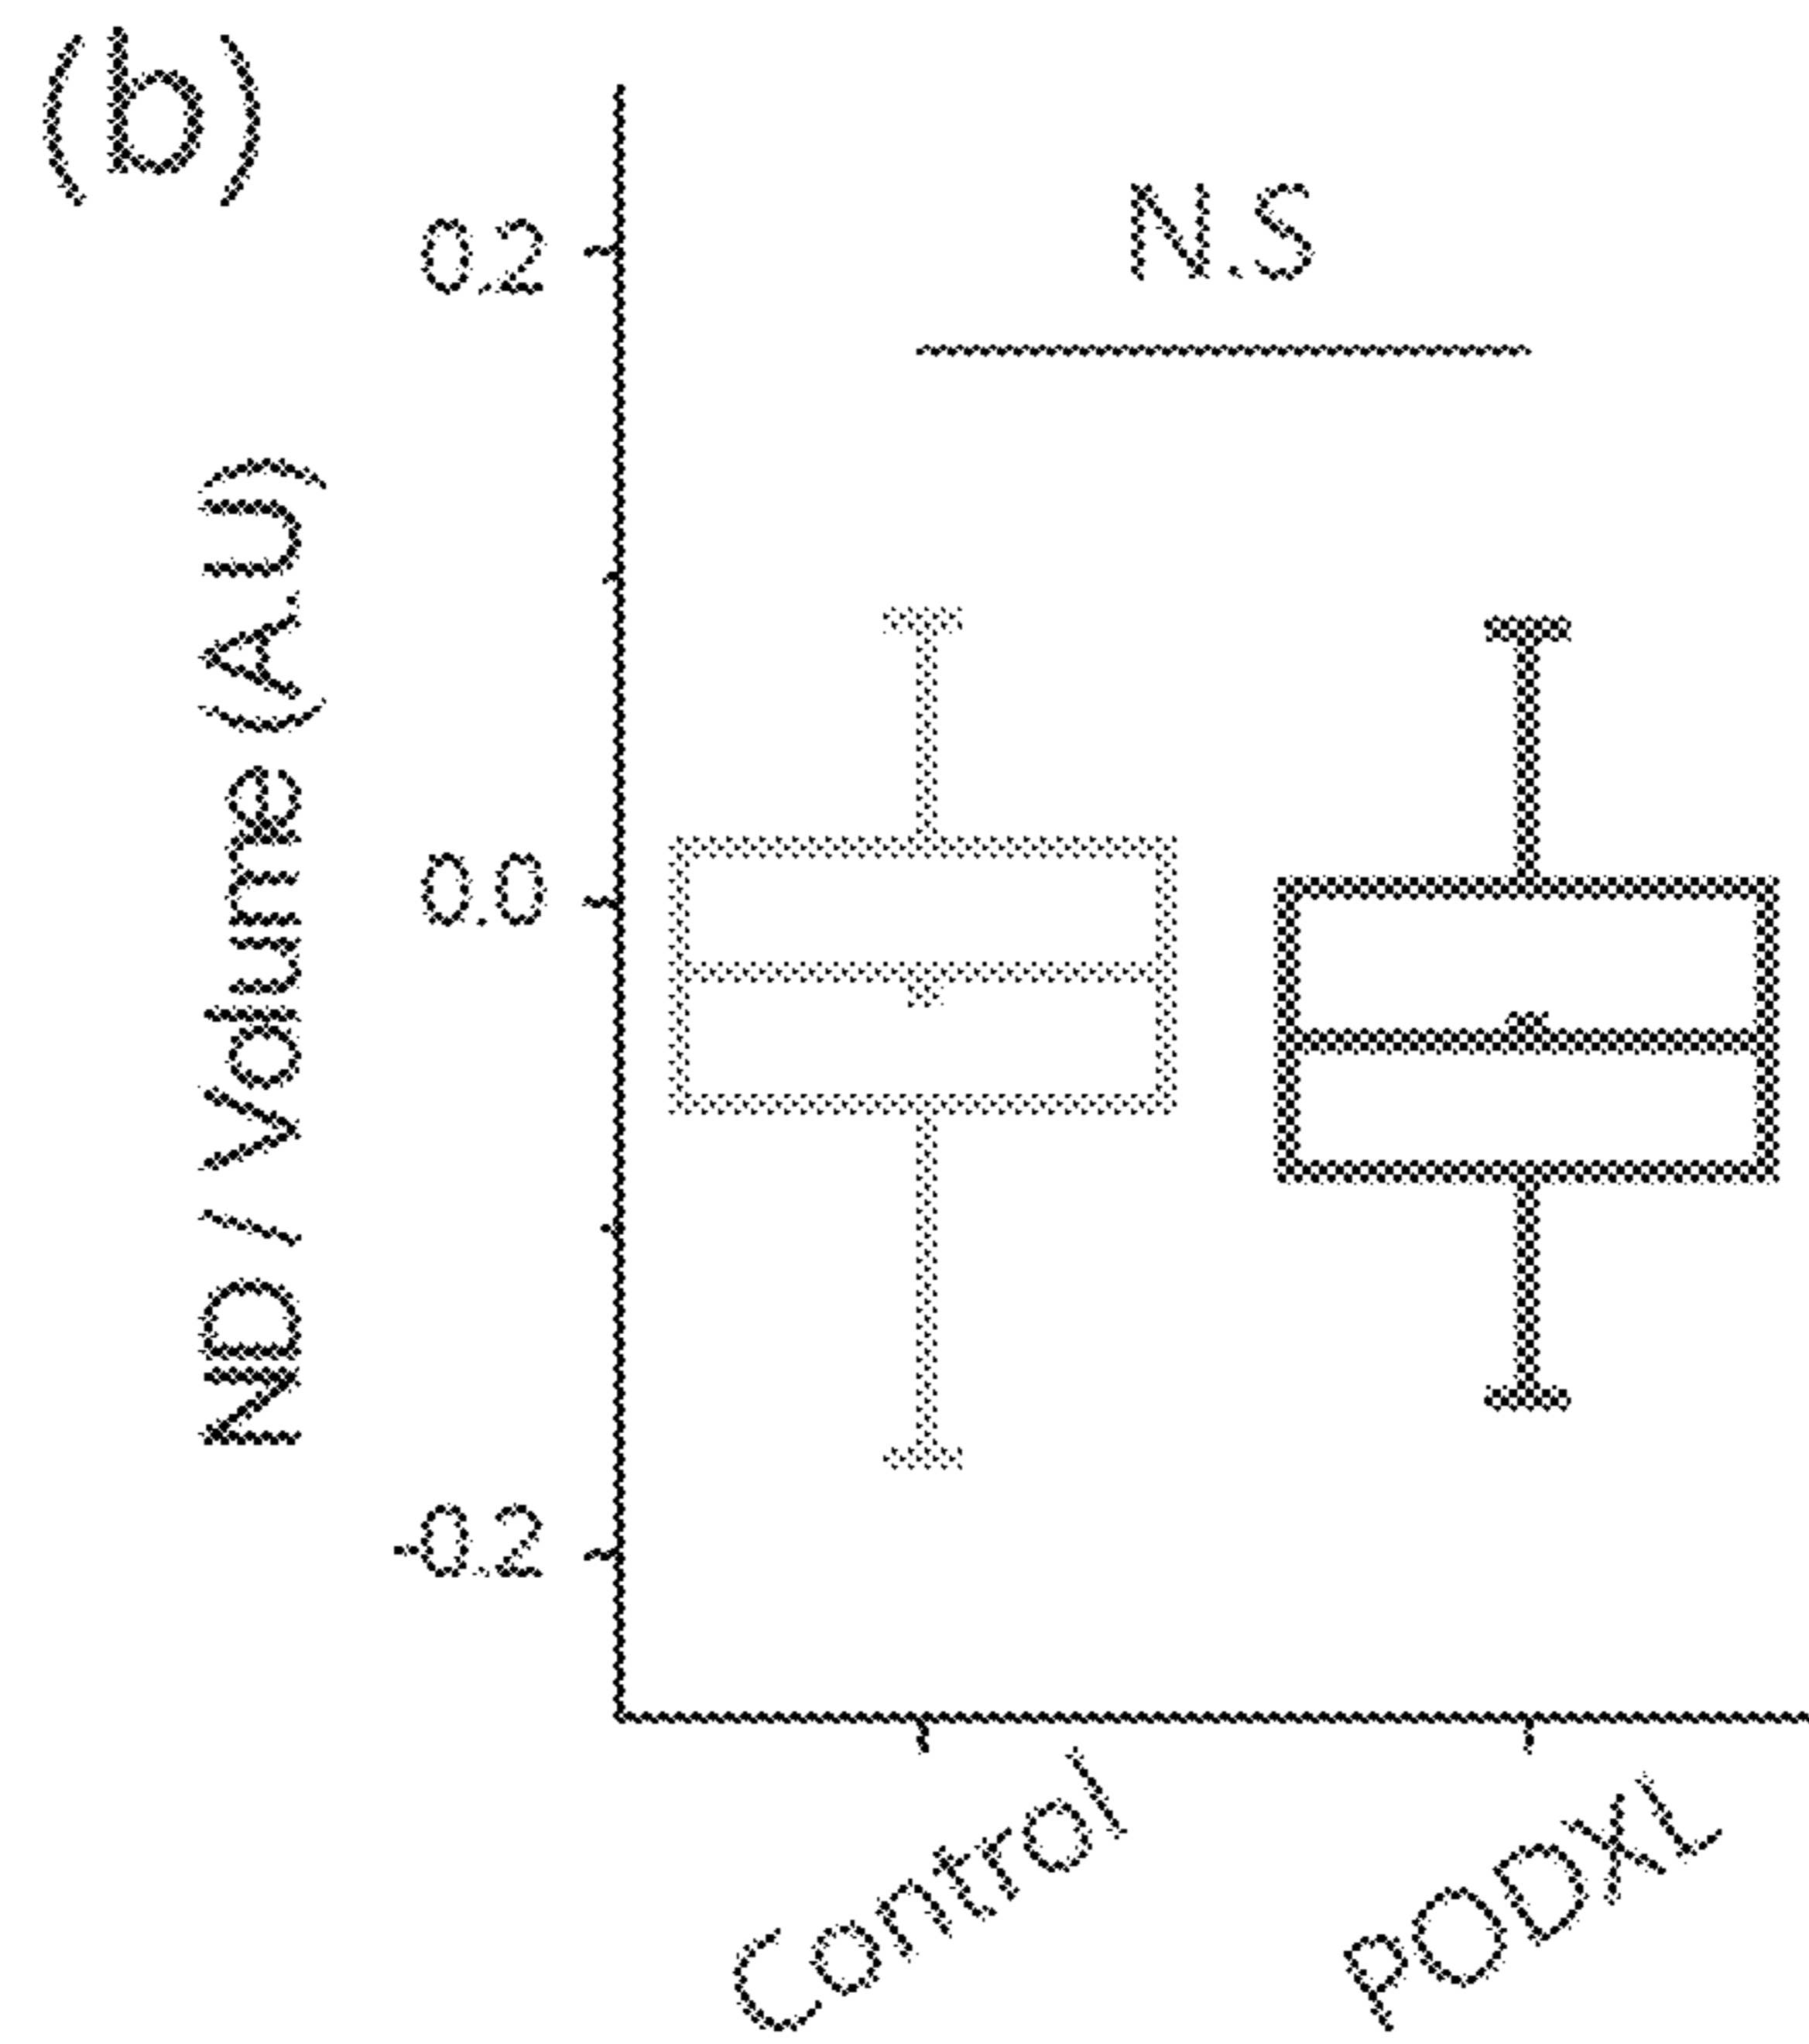 (b)
N.S
0.2
0.0
-0.2
ND / Volume (A.U)
Control
PODXL